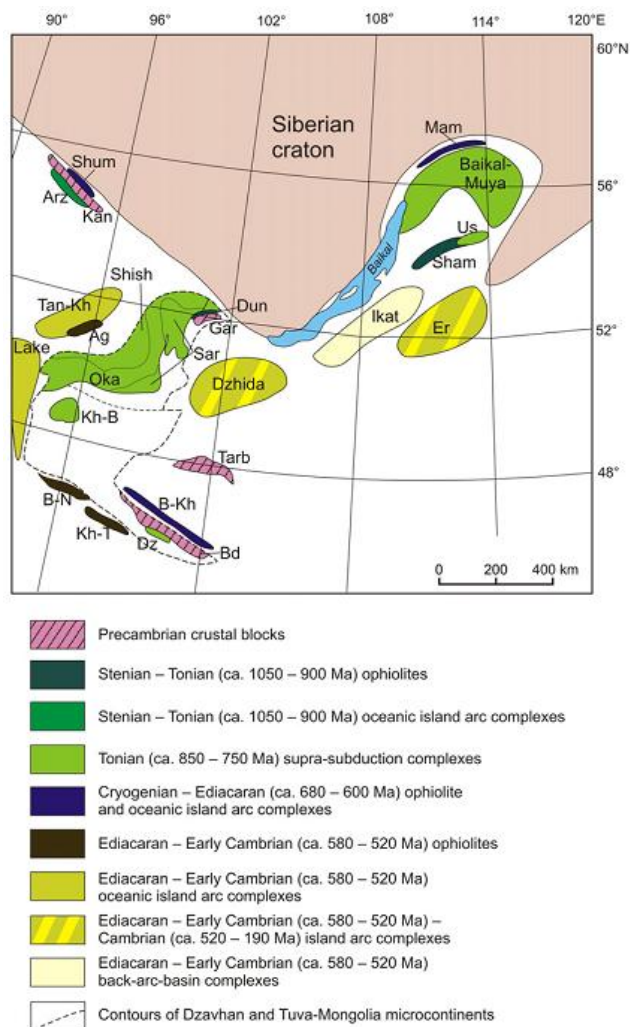 90°
96°
102°
108°
114°
120°E
60°N
Siberian
craton
Mam
Baikal-
Muya
Shum
Arz
Kan
56°
Us
Sham
Baikal
Shish
Tan-Kh
Dun
Gar
Ikat
Er
52°
Ag
Lake
Sar
Oka
Dzhida
Kh-B
Tarb
48°
B-N
B-Kh
Kh-T
Dz
Bd
0 200 400 km
Precambrian crustal blocks
Stenian – Tonian (ca. 1050 – 900 Ma) ophiolites
Stenian – Tonian (ca. 1050 – 900 Ma) oceanic island arc complexes
Tonian (ca. 850 – 750 Ma) supra-subduction complexes
Cryogenian – Ediacaran (ca. 680 – 600 Ma) ophiolite
and oceanic island arc complexes
Ediacaran – Early Cambrian (ca. 580 – 520 Ma) ophiolites
Ediacaran – Early Cambrian (ca. 580 – 520 Ma)
oceanic island arc complexes
Ediacaran – Early Cambrian (ca. 580 – 520 Ma) –
Cambrian (ca. 520 – 190 Ma) island arc complexes
Ediacaran – Early Cambrian (ca. 580 – 520 Ma)
back-arc-basin complexes
Contours of Dzavhan and Tuva-Mongolia microcontinents